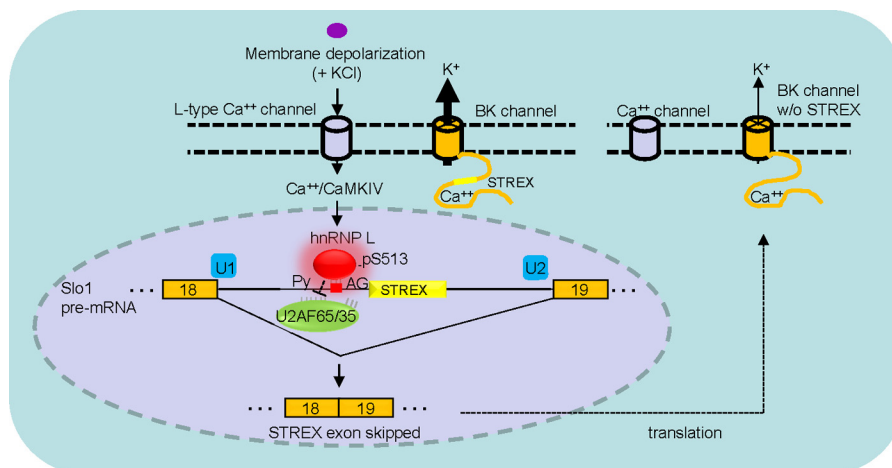 Membrane depolarization
(+ KCl)
K⁺
K⁺
L-type Ca⁺⁺ channel
BK channel
Ca⁺⁺ channel
BK channel
w/o STREX
Ca⁺⁺/CaMKIV
STREX
Ca⁺⁺
Ca⁺⁺
hnRNP L
pS513
U1
U2
Py
AG
Slo1
pre-mRNA
... 18
STREX
19 ...
U2AF65/35
... 18 19 ...
STREX exon skipped
translation